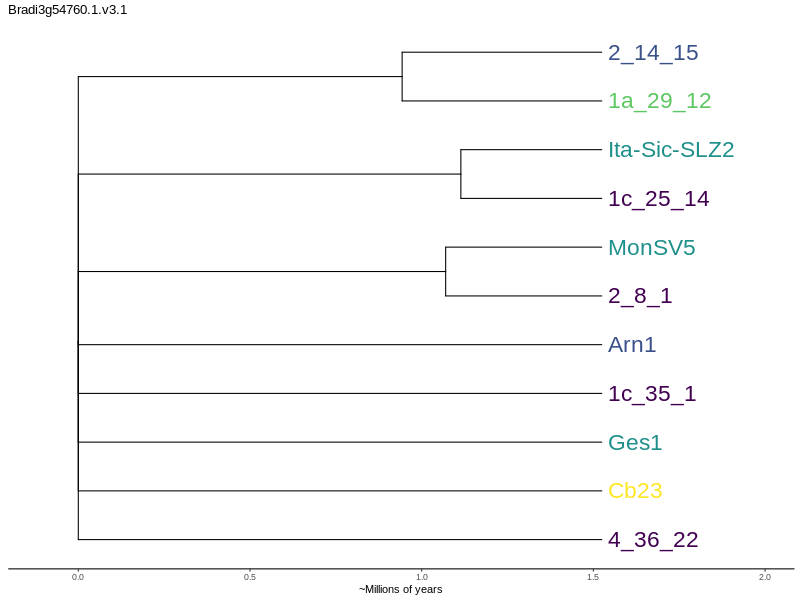 Bradi3g54760.1.v3.1
2_14_15
1a_29_12
Ita-Sic-SLZ2
1c_25_14
MonSV5
2_8_1
Arn1
1c_35_1
Ges1
Cb23
4_36_22
0.0 0.5 1.0 1.5 2.0
~Millions of years